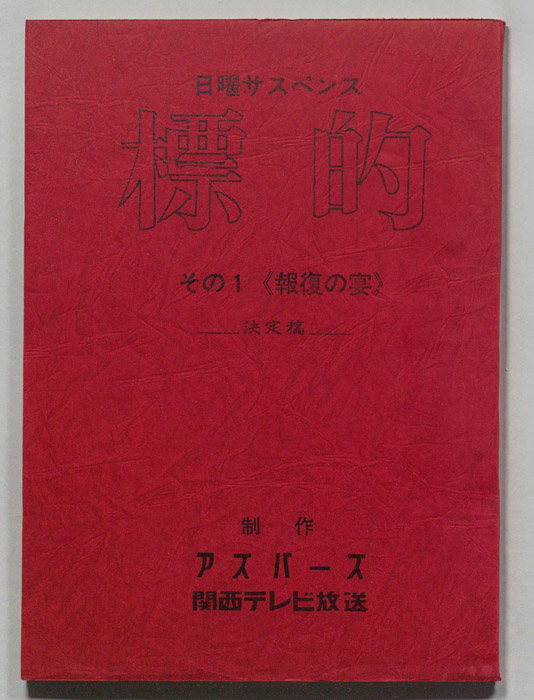 日曜サスペンス
標的
その1《報復の宴》
決定稿
制作
アズバーズ
関西テレビ放送